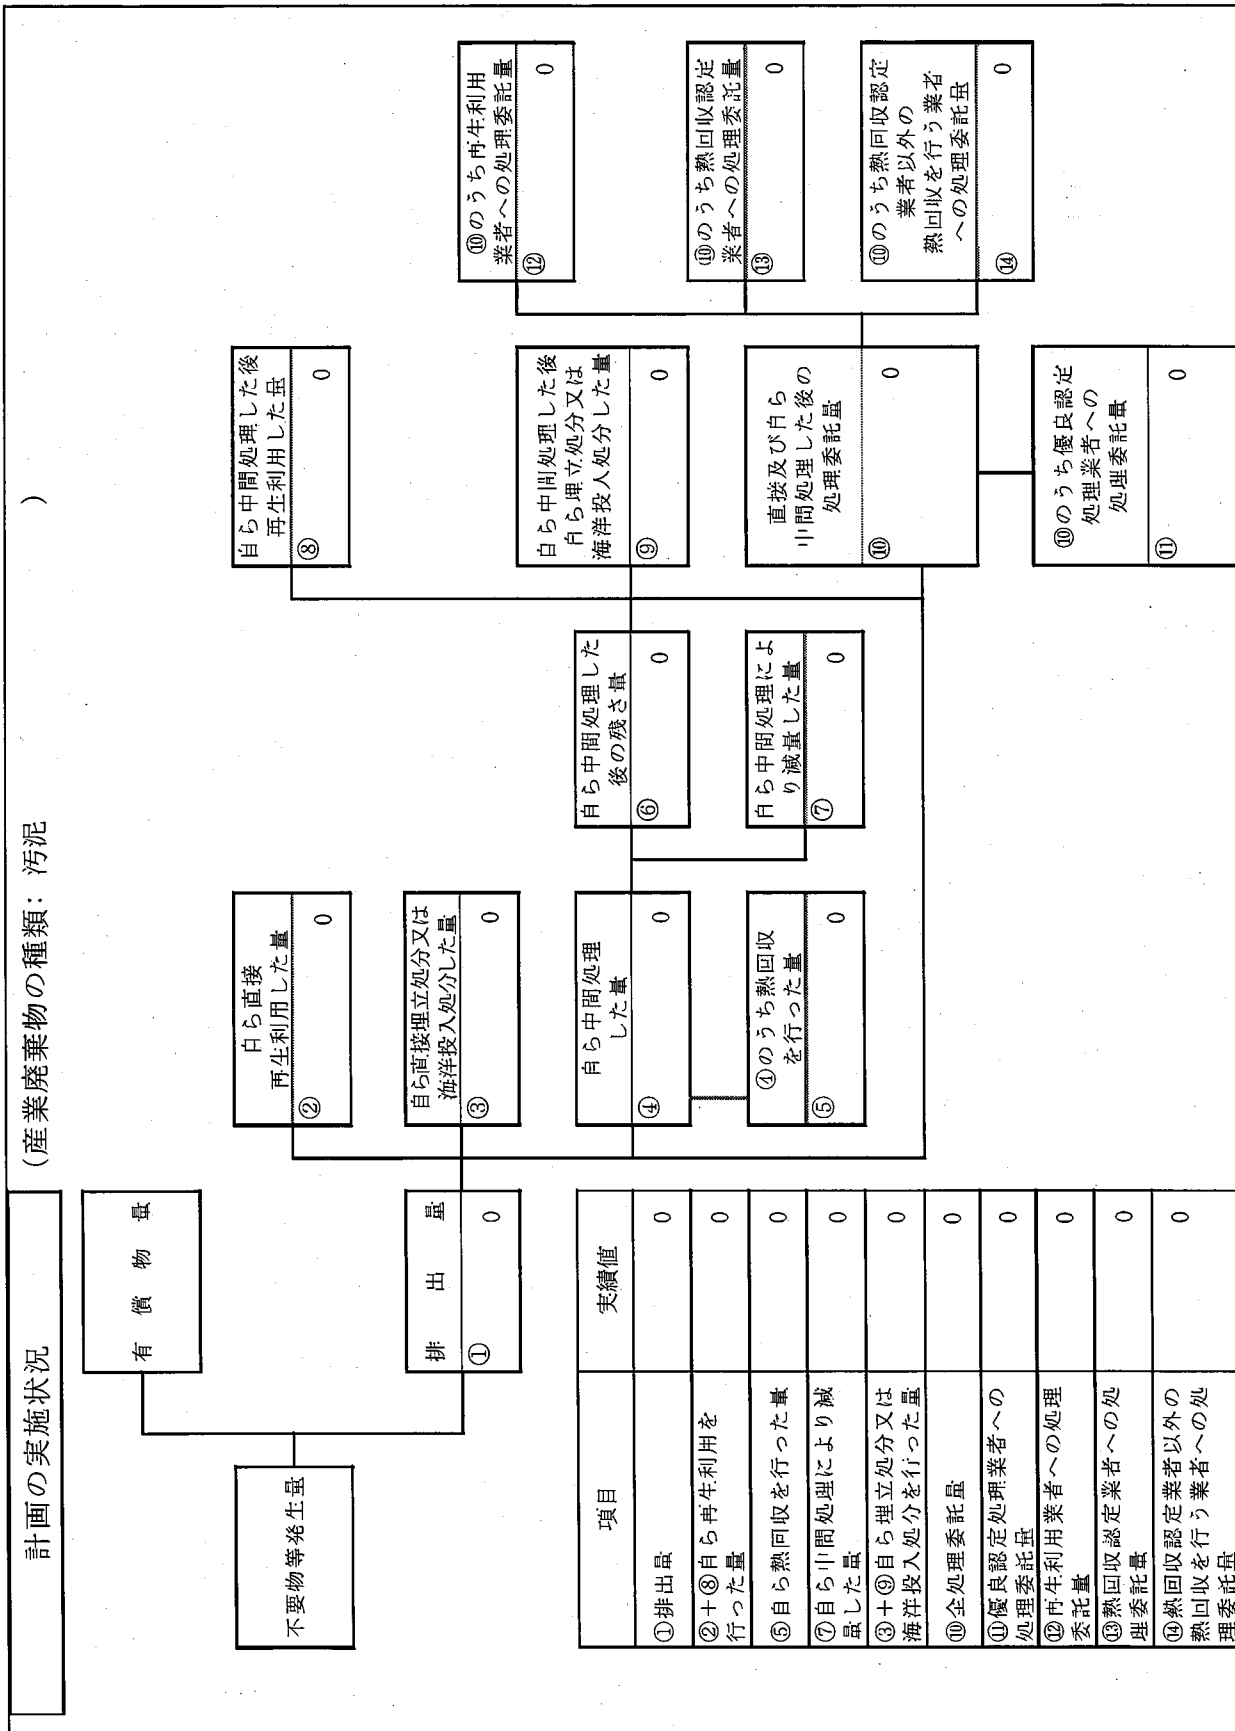 計画の実施状況
(産業廃棄物の種類: 汚泥
)
不要物等発生量
有償物量
排出量
① 0
自ら直接
再生利用した量
② 0
自ら直接埋立処分又は
海洋投入処分した量
③ 0
自ら中間処理
した量
④ 0
④のうち熱回収
を行った量
⑤ 0
自ら中間処理した
後の残さ量
⑥ 0
自ら中間処理によ
り減量した量
⑦ 0
自ら中間処理した後
再生利用した量
⑧ 0
自ら中間処理した後
自ら埋立処分又は
海洋投入処分した量
⑨ 0
直接及び自ら
中間処理した後の
処理委託量
⑩ 0
⑩のうち優良認定
処理業者への
処理委託量
⑪ 0
⑩のうち再生利用
業者への処理委託量
⑫ 0
⑩のうち熱回収認定
業者への処理委託量
⑬ 0
⑩のうち熱回収認定
業者以外の
熱回収を行う業者
への処理委託量
⑭ 0
項目 実績値
①排出量 0
②+⑧自ら再生利用を
行った量 0
⑤自ら熱回収を行った量 0
⑦自ら中間処理により減
量した量 0
③+⑨自ら埋立処分又は
海洋投入処分を行った量 0
⑩全処理委託量 0
⑪優良認定処理業者への
処理委託量 0
⑫再生利用業者への処理
委託量 0
⑬熱回収認定業者への処
理委託量 0
⑭熱回収認定業者以外の
熱回収を行う業者への処
理委託量 0